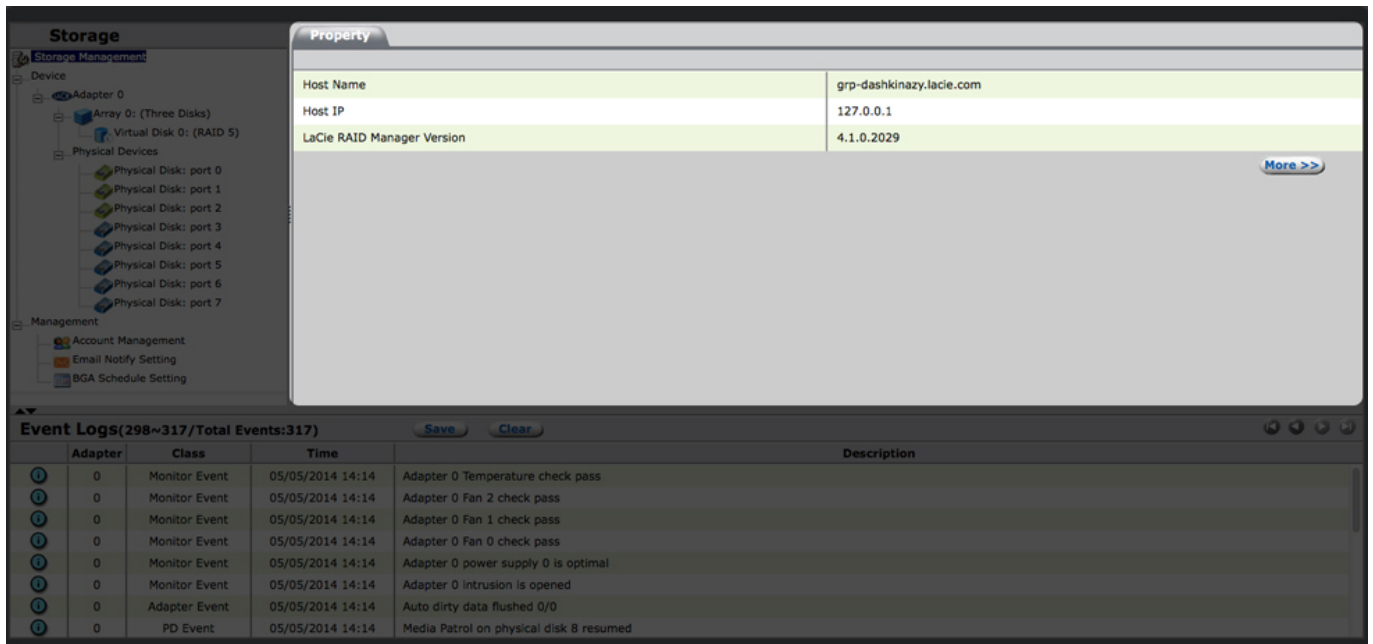 Storage
Storage Management
Device
Adapter 0
Array 0: (Three Disks)
Virtual Disk 0: (RAID 5)
Physical Devices
Physical Disk: port 0
Physical Disk: port 1
Physical Disk: port 2
Physical Disk: port 3
Physical Disk: port 4
Physical Disk: port 5
Physical Disk: port 6
Physical Disk: port 7
Management
Account Management
Email Notify Setting
BGA Schedule Setting
Property
Host Name grp-dashkinazy.lacie.com
Host IP 127.0.0.1
LaCie RAID Manager Version 4.1.0.2029
More >>
Event Logs(298~317/Total Events:317) Save Clear
Adapter Class Time Description
0 Monitor Event 05/05/2014 14:14 Adapter 0 Temperature check pass
0 Monitor Event 05/05/2014 14:14 Adapter 0 Fan 2 check pass
0 Monitor Event 05/05/2014 14:14 Adapter 0 Fan 1 check pass
0 Monitor Event 05/05/2014 14:14 Adapter 0 Fan 0 check pass
0 Monitor Event 05/05/2014 14:14 Adapter 0 power supply 0 is optimal
0 Monitor Event 05/05/2014 14:14 Adapter 0 intrusion is opened
0 Adapter Event 05/05/2014 14:14 Auto dirty data flushed 0/0
0 PD Event 05/05/2014 14:14 Media Patrol on physical disk 8 resumed